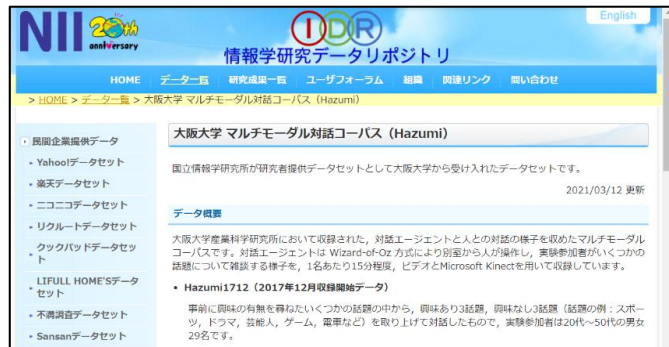 NII 20th anniversary
IDR
English
情報学研究データリポジトリ
HOME データ一覧 研究成果一覧 ユーザフォーラム 組織 関連リンク 問い合わせ
> HOME > データ一覧 > 大阪大学 マルチモーダル対話コーパス（Hazumi）
民間企業提供データ
Yahoo!データセット
楽天データセット
ニコニコデータセット
リクルートデータセット
クックパッドデータセッ
ト
LIFULL HOME'Sデータ
セット
不満調査データセット
Sansanデータセット
大阪大学 マルチモーダル対話コーパス（Hazumi）
国立情報学研究所が研究者提供データセットとして大阪大学から受け入れたデータセットです。
2021/03/12 更新
データ概要
大阪大学産業科学研究所において収録された，対話エージェントと人との対話の様子を収めたマルチモーダル
コーパスです。対話エージェントは Wizard-of-Oz 方式により別室から人が操作し，実験参加者がいくつかの
話題について雑談する様子を，1名あたり15分程度，ビデオとMicrosoft Kinectを用いて収録しています。
• Hazumi1712（2017年12月収録開始データ）
事前に興味の有無を尋ねたいくつかの話題の中から，興味あり3話題，興味なし3話題（話題の例：スポー
ツ，ドラマ，芸能人，ゲーム，電車など）を取り上げて対話したもので，実験参加者は20代～50代の男女
29名です。